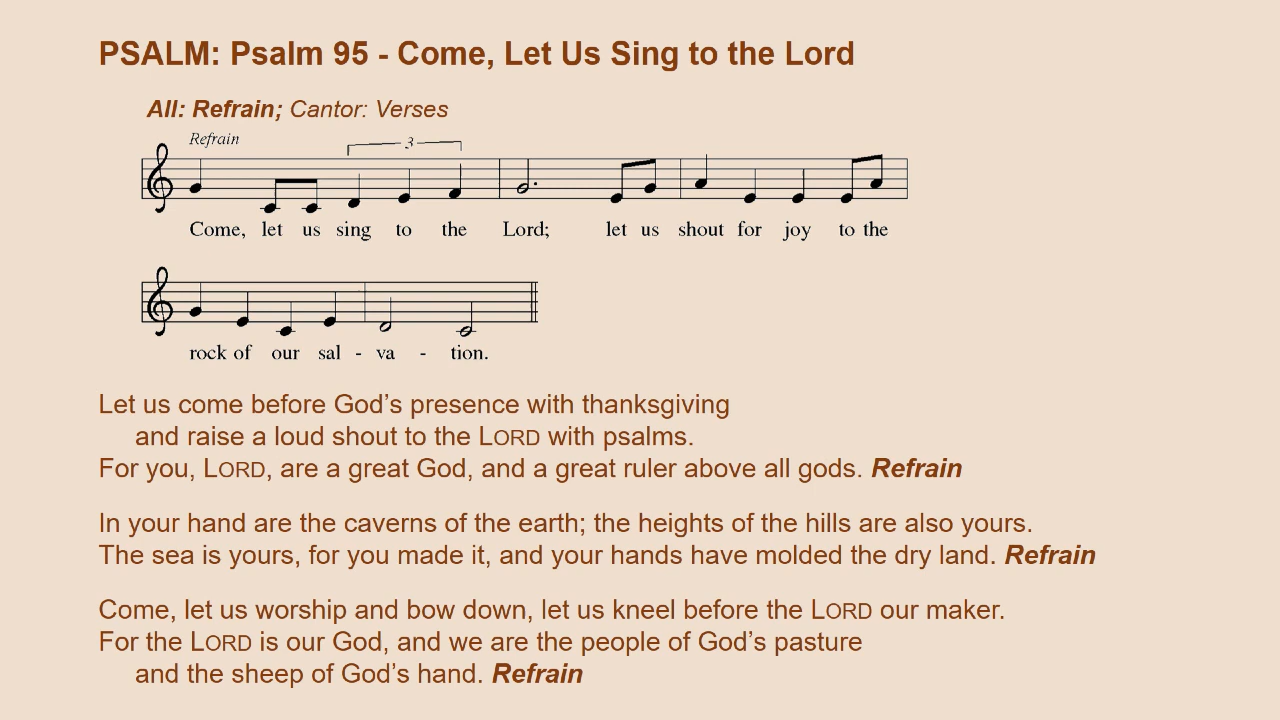 PSALM: Psalm 95 - Come, Let Us Sing to the Lord
All: Refrain; Cantor: Verses
Refrain
3
Come, let us sing to the Lord; let us shout for joy to the
rock of our sal - va - tion.
Let us come before God’s presence with thanksgiving
and raise a loud shout to the LORD with psalms.
For you, LORD, are a great God, and a great ruler above all gods. Refrain
In your hand are the caverns of the earth; the heights of the hills are also yours.
The sea is yours, for you made it, and your hands have molded the dry land. Refrain
Come, let us worship and bow down, let us kneel before the LORD our maker.
For the LORD is our God, and we are the people of God’s pasture
and the sheep of God’s hand. Refrain